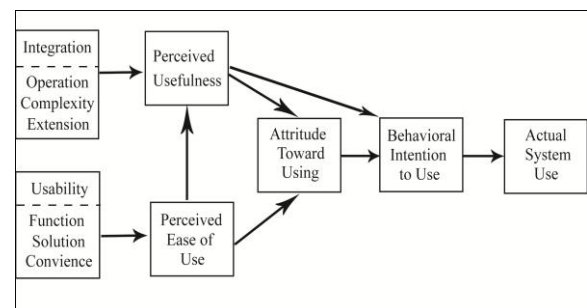 Integration
Operation
Complexity
Extension
Perceived
Usefulness
Attritude
Toward
Using
Behavioral
Intention
to Use
Actual
System
Use
Usability
Function
Solution
Convience
Perceived
Ease of
Use